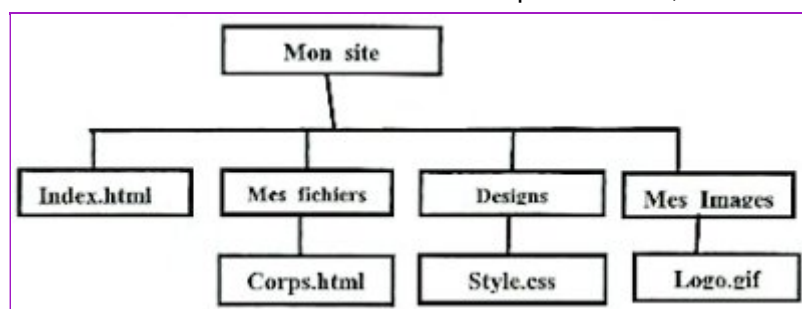 Mon site
Index.html
Mes fichiers
Designs
Mes Images
Corps.html
Style.css
Logo.gif